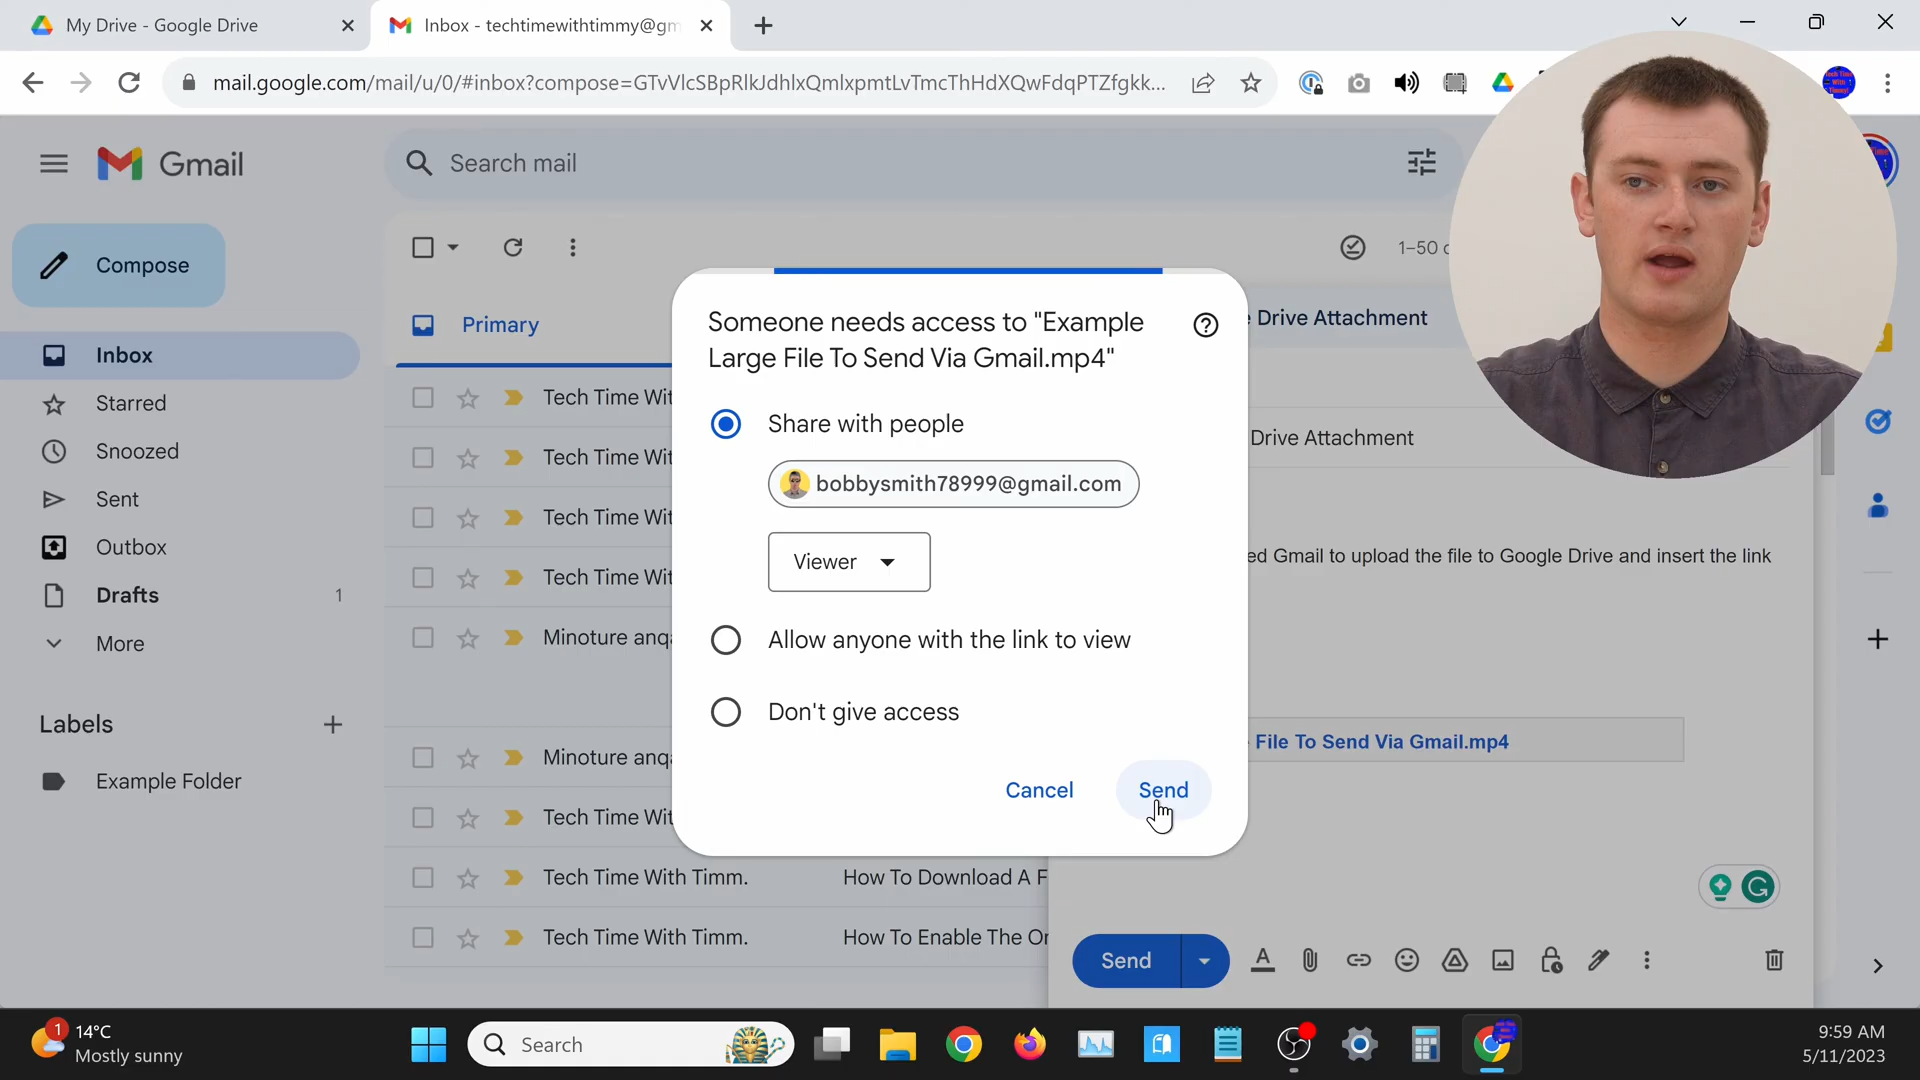 My Drive - Google Drive
Inbox - techtimewithtimmy@gm
mail.google.com/mail/u/0/#inbox?compose=GTvVlcSBpRlkJdhlxQmlxpmtLvTmcThHdXQwFdqPTZfgkk...
Gmail
Search mail
Compose
1–50
Primary
Inbox
Starred
Snoozed
Sent
Outbox
Drafts 1
More
Labels
Example Folder
Tech Time Wit
Tech Time Wit
Tech Time Wit
Tech Time Wit
Minoture anqa
Minoture anq
Tech Time Wit
Tech Time With Timm. How To Download A F
Tech Time With Timm. How To Enable The
Someone needs access to "Example
Large File To Send Via Gmail.mp4"
Share with people
bobbysmith78999@gmail.com
Viewer
Allow anyone with the link to view
Don't give access
Cancel Send
Drive Attachment
Drive Attachment
ed Gmail to upload the file to Google Drive and insert the link
File To Send Via Gmail.mp4
Send
1
14°C
Mostly sunny
Search
9:59 AM
5/11/2023